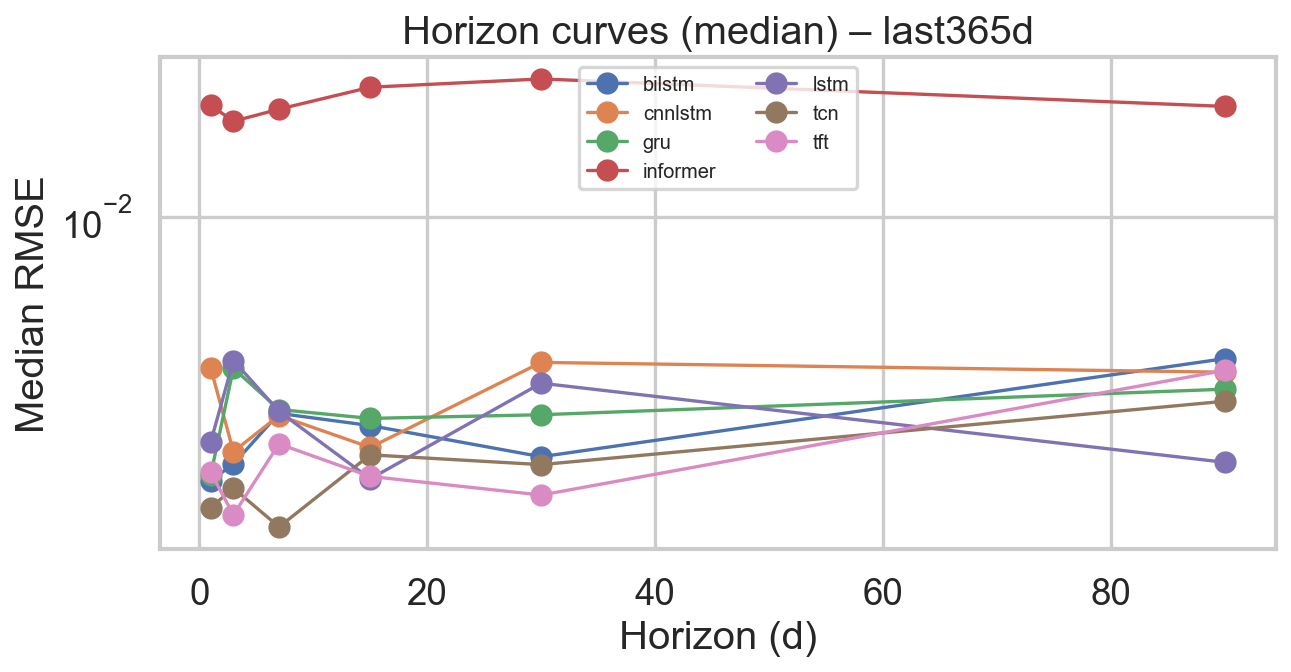 Horizon curves (median) – last365d
bilstm
cnnlstm
gru
informer
lstm
tcn
tft
Median RMSE
10⁻²
0 20 40 60 80
Horizon (d)